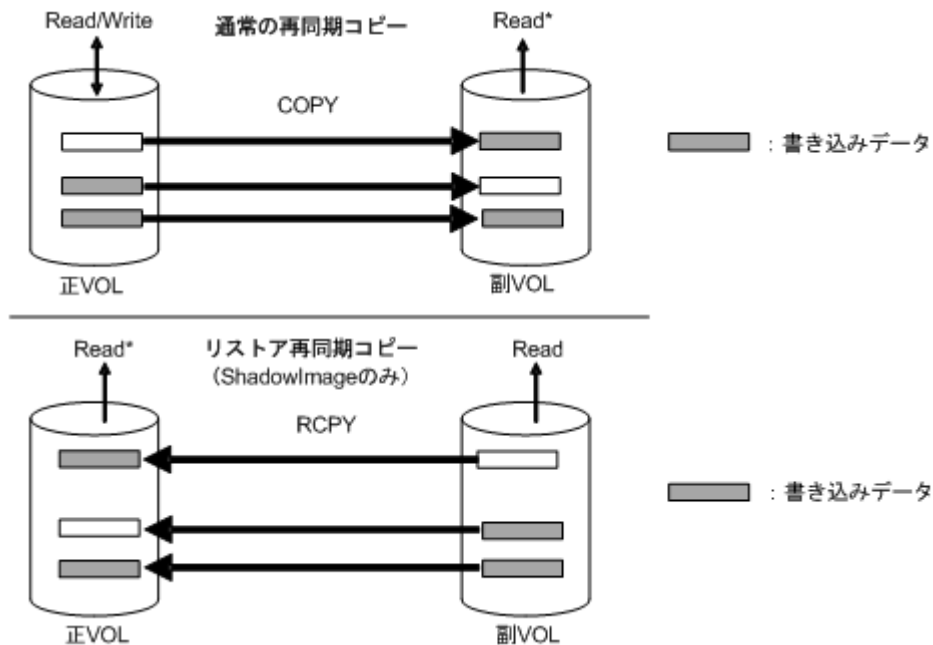 Read/Write
通常の再同期コピー
Read*
COPY
：書き込みデータ
正VOL
副VOL
Read*
リストア再同期コピー
Read
（ShadowImageのみ）
RCPY
：書き込みデータ
正VOL
副VOL